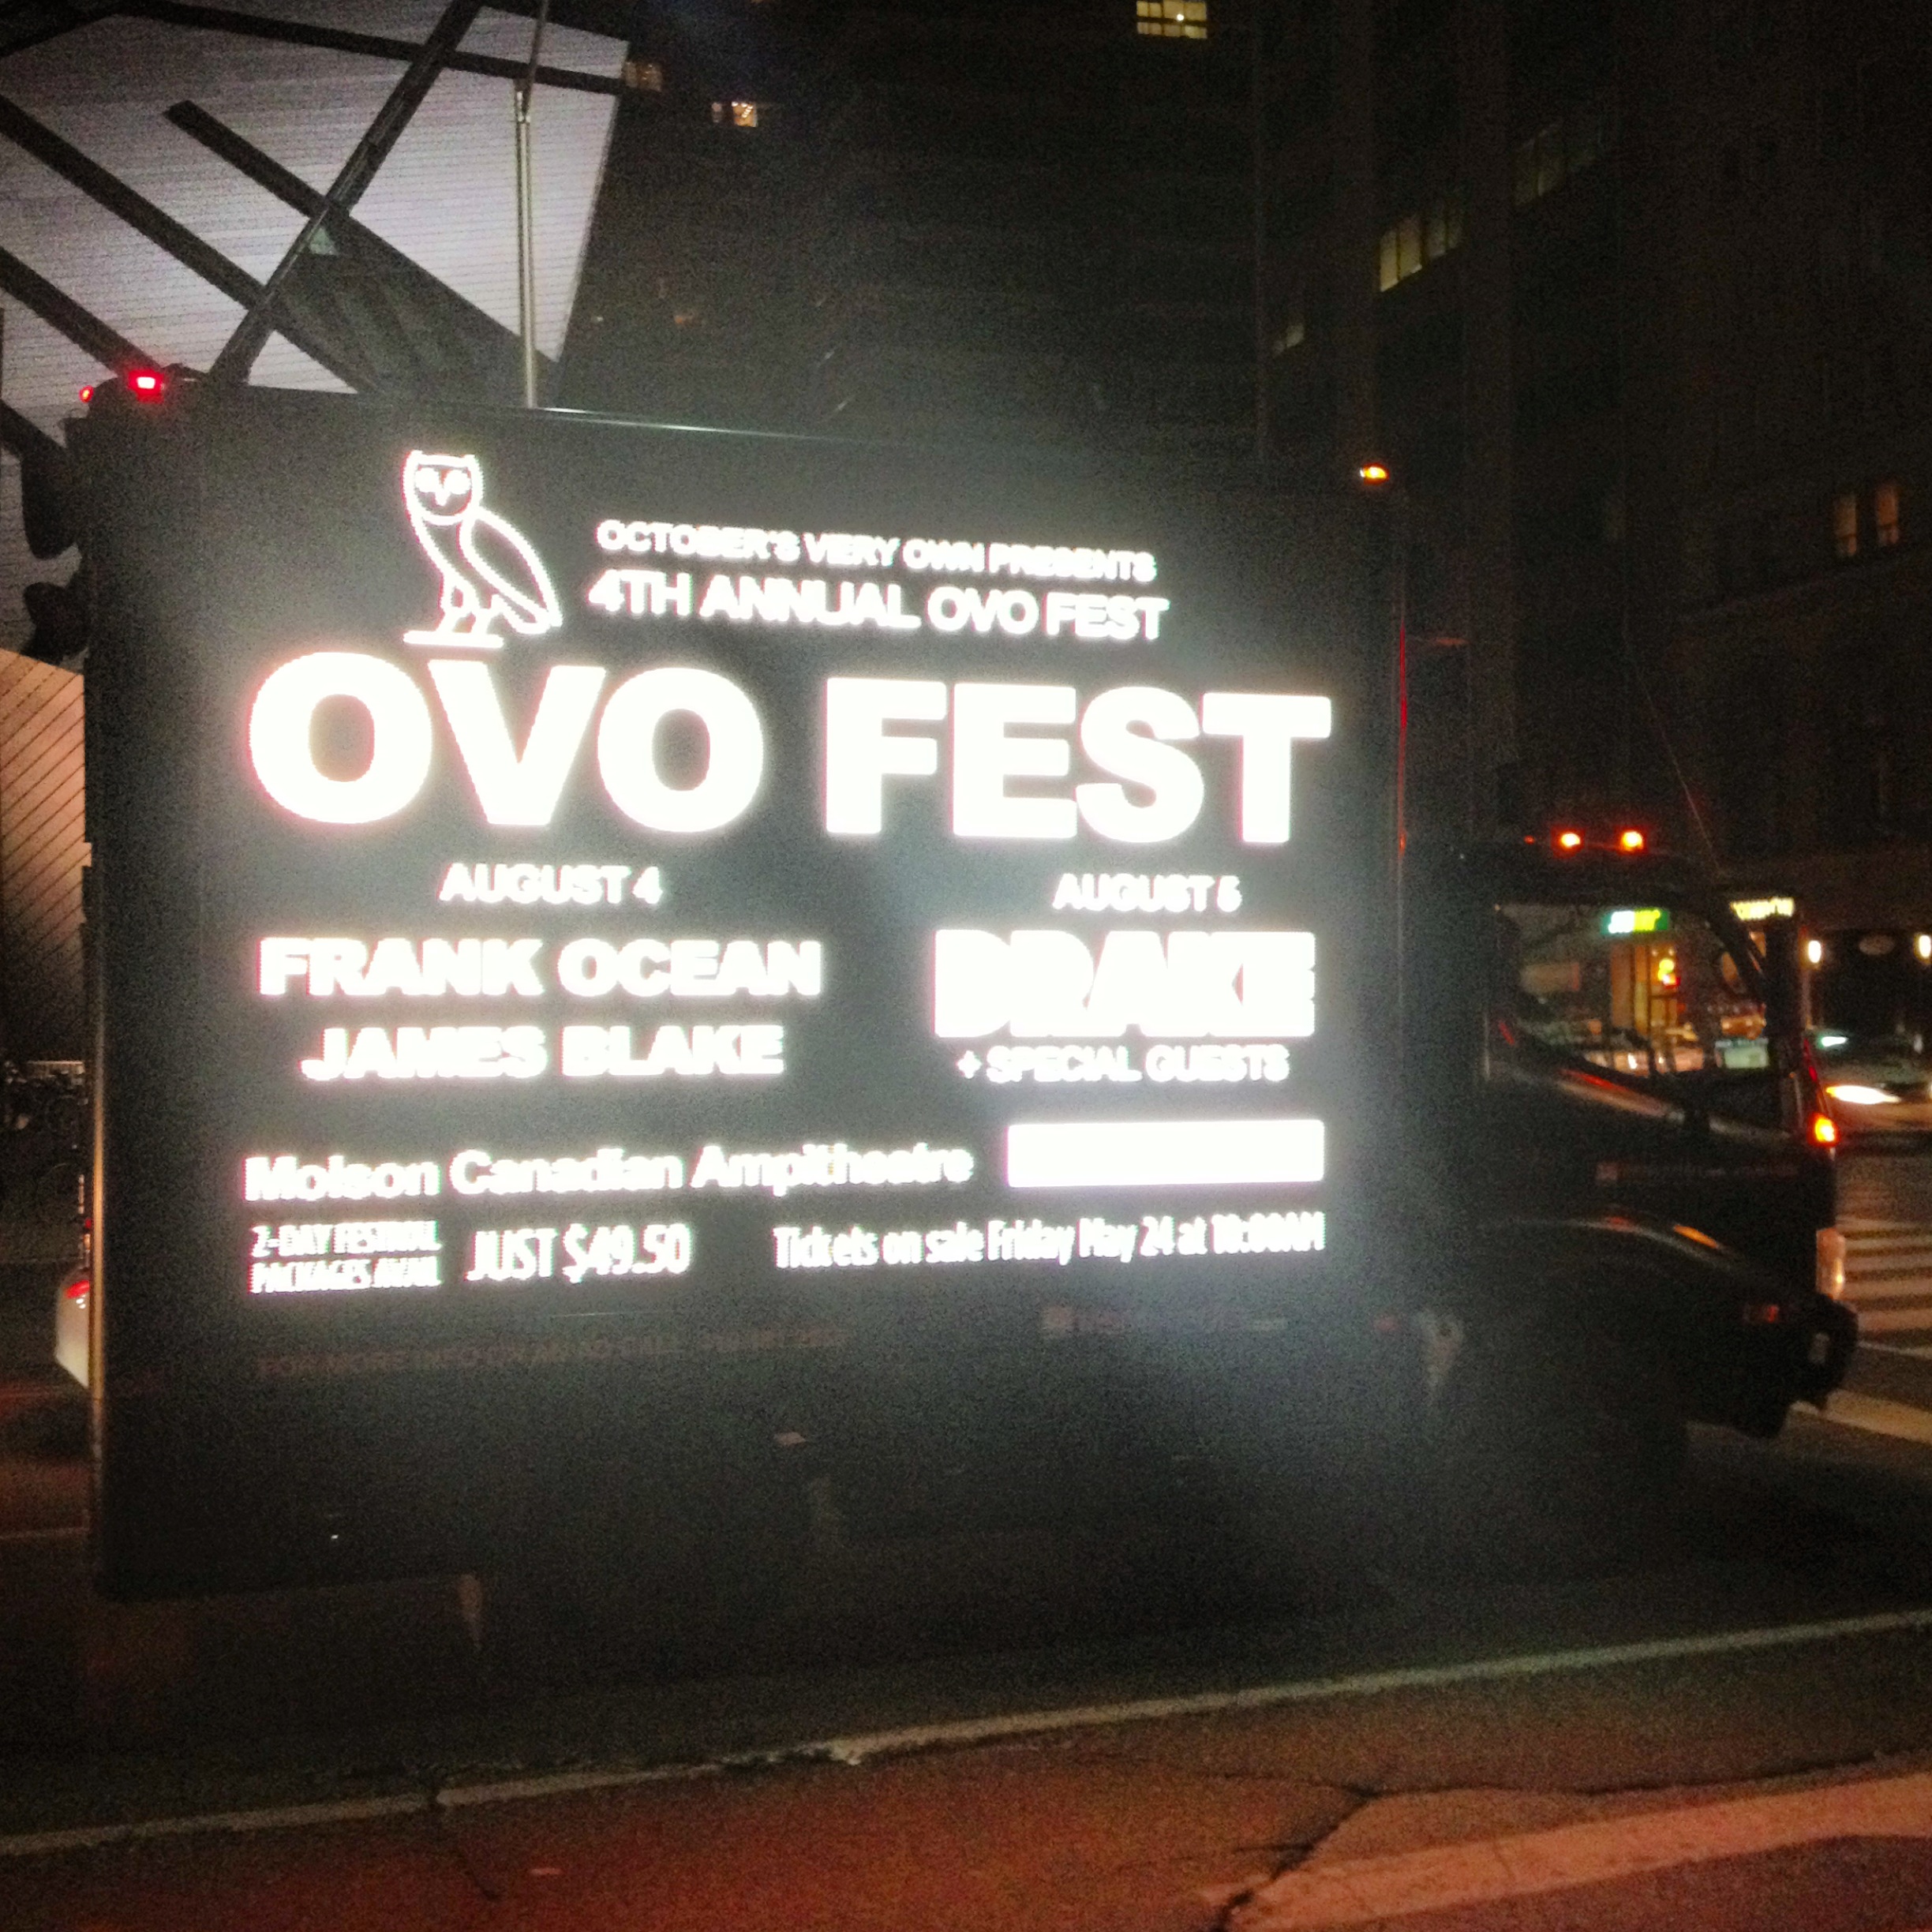 OCTOBER'S VERY OWN PRESENTS
4TH ANNUAL OVO FEST
OVO FEST
AUGUST 4
FRANK OCEAN
JAMES BLAKE
AUGUST 5
DRAKE
+ SPECIAL GUESTS
Molson Canadian Ampitheatre
2-DAY FESTIVAL
PACKAGES AVAIL
JUST $49.50
Tickets on sale Friday May 24 at 10:00AM